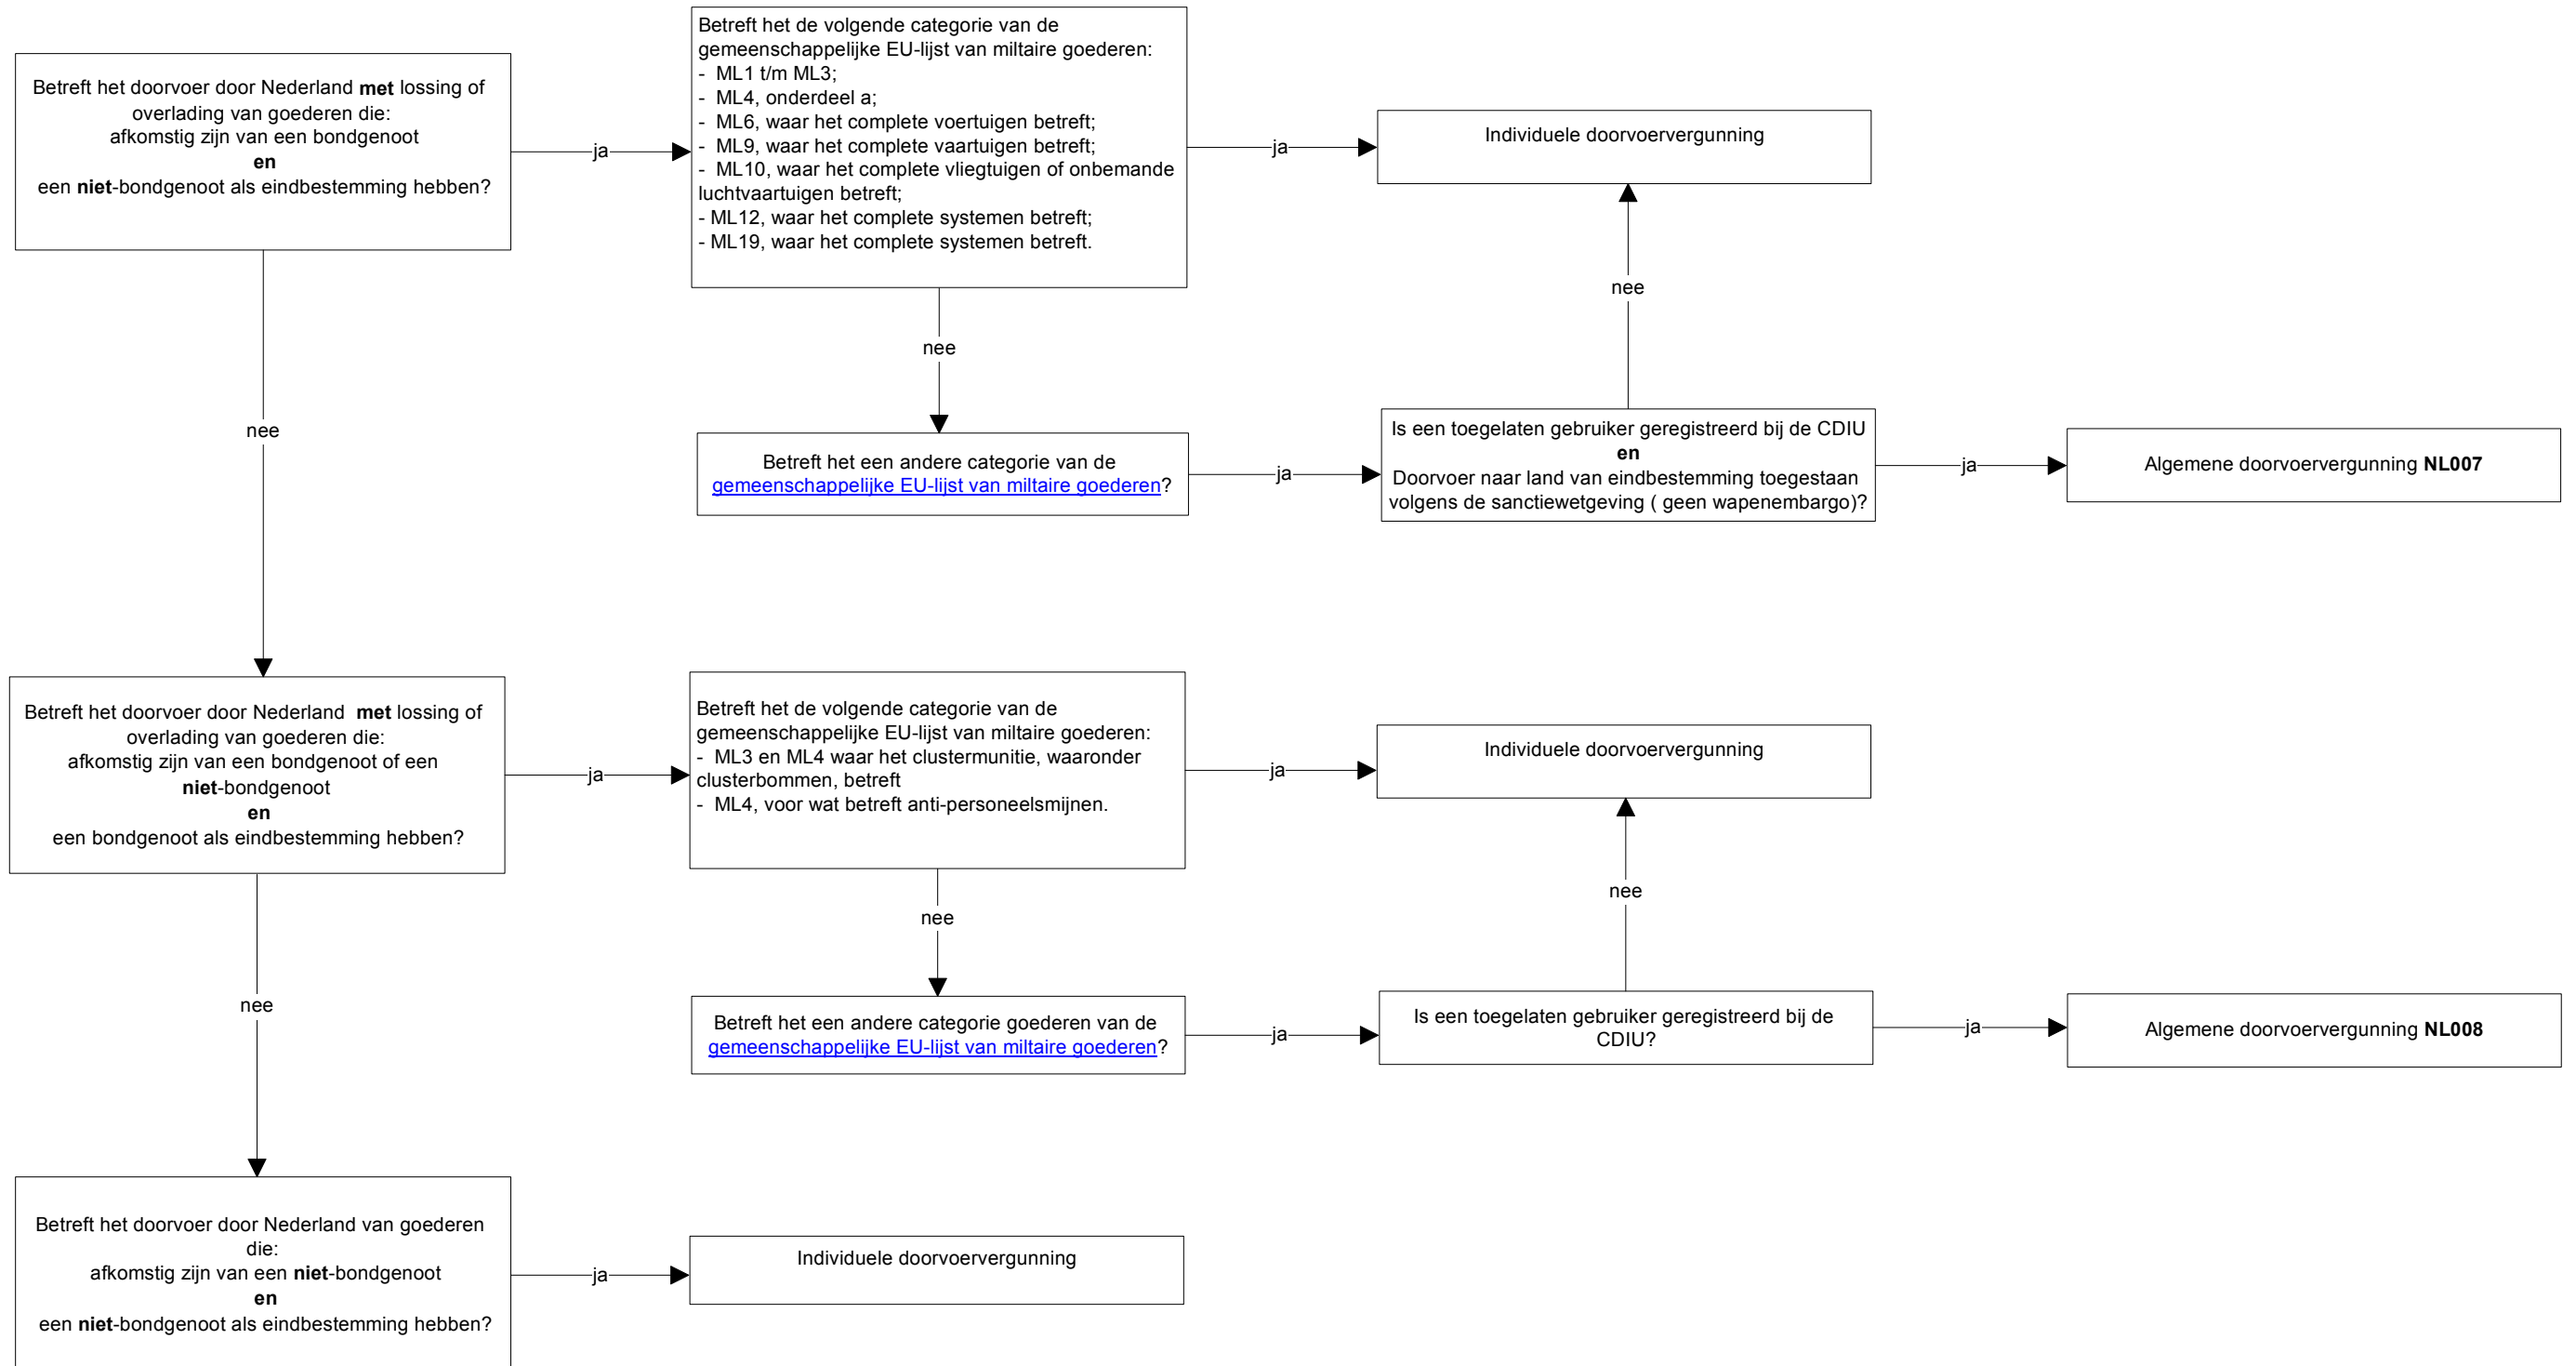 Betreft het doorvoer door Nederland met lossing of
overlading van goederen die:
afkomstig zijn van een bondgenoot
en
een niet-bondgenoot als eindbestemming hebben?
ja
Betreft het de volgende categorie van de
gemeenschappelijke EU-lijst van miltaire goederen:
- ML1 t/m ML3;
- ML4, onderdeel a;
- ML6, waar het complete voertuigen betreft;
- ML9, waar het complete vaartuigen betreft;
- ML10, waar het complete vliegtuigen of onbemande
luchtvaartuigen betreft;
- ML12, waar het complete systemen betreft;
- ML19, waar het complete systemen betreft.
ja
Individuele doorvoervergunning
nee
nee
nee
Betreft het een andere categorie van de
gemeenschappelijke EU-lijst van miltaire goederen?
ja
Is een toegelaten gebruiker geregistreerd bij de CDIU
en
Doorvoer naar land van eindbestemming toegestaan
volgens de sanctiewetgeving ( geen wapenembargo)?
ja
Algemene doorvoervergunning NL007
Betreft het doorvoer door Nederland met lossing of
overlading van goederen die:
afkomstig zijn van een bondgenoot of een
niet-bondgenoot
en
een bondgenoot als eindbestemming hebben?
ja
Betreft het de volgende categorie van de
gemeenschappelijke EU-lijst van miltaire goederen:
- ML3 en ML4 waar het clustermunitie, waaronder
clusterbommen, betreft
- ML4, voor wat betreft anti-personeelsmijnen.
ja
Individuele doorvoervergunning
nee
nee
nee
Betreft het een andere categorie goederen van de
gemeenschappelijke EU-lijst van miltaire goederen?
ja
Is een toegelaten gebruiker geregistreerd bij de
CDIU?
ja
Algemene doorvoervergunning NL008
Betreft het doorvoer door Nederland van goederen
die:
afkomstig zijn van een niet-bondgenoot
en
een niet-bondgenoot als eindbestemming hebben?
ja
Individuele doorvoervergunning